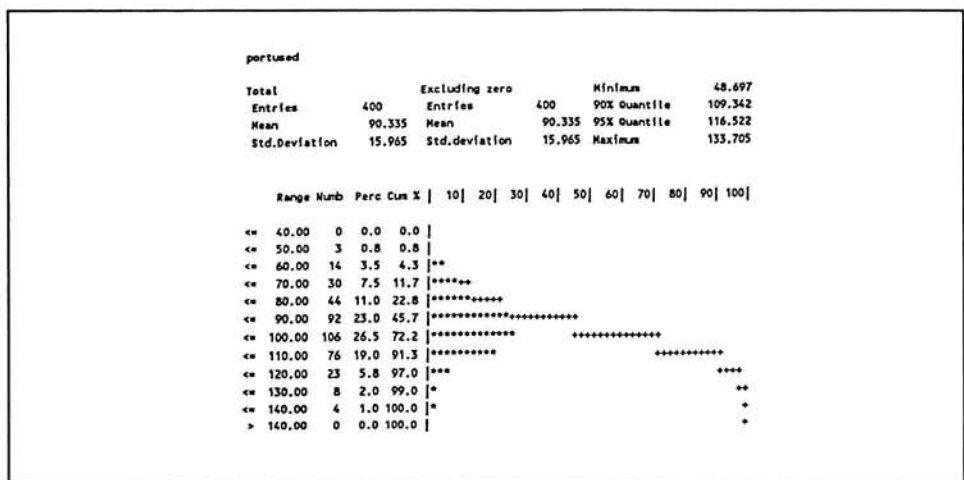 portused
Total Excluding zero Minimum 48.697
Entries 400 Entries 400 90% Quantile 109.342
Mean 90.335 Mean 90.335 95% Quantile 116.522
Std.Deviation 15.965 Std.deviation 15.965 Maximum 133.705
Range Numb Perc Cum % | 10| 20| 30| 40| 50| 60| 70| 80| 90| 100|
<= 40.00 0 0.0 0.0 |
<= 50.00 3 0.8 0.8 |
<= 60.00 14 3.5 4.3 |**
<= 70.00 30 7.5 11.7 |****++
<= 80.00 44 11.0 22.8 |******+++++
<= 90.00 92 23.0 45.7 |************+++++++++++
<= 100.00 106 26.5 72.2 |************* +++++++++++++
<= 110.00 76 19.0 91.3 |********** ++++++++++
<= 120.00 23 5.8 97.0 |*** ++++
<= 130.00 8 2.0 99.0 |* ++
<= 140.00 4 1.0 100.0 |* +
> 140.00 0 0.0 100.0 | +